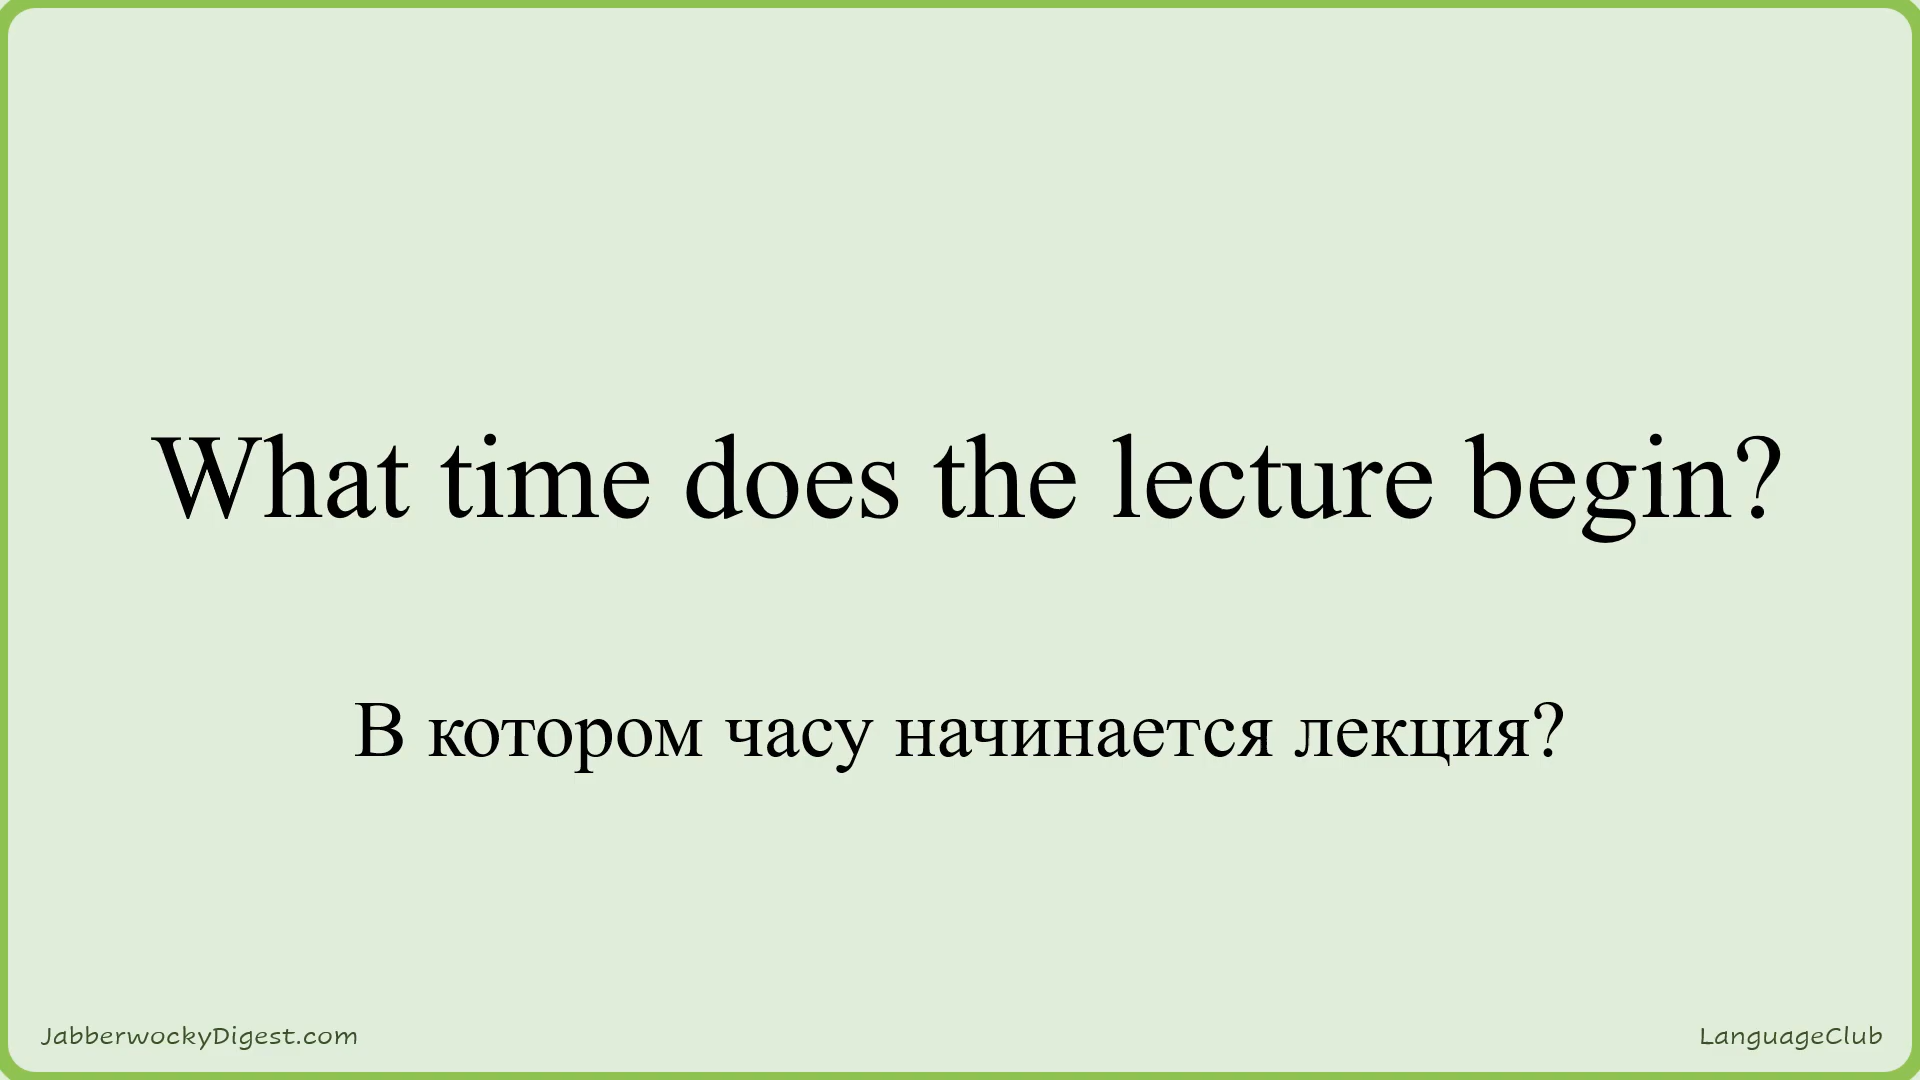 What time does the lecture begin?
В котором часу начинается лекция?
JabberwockyDigest.com
LanguageClub